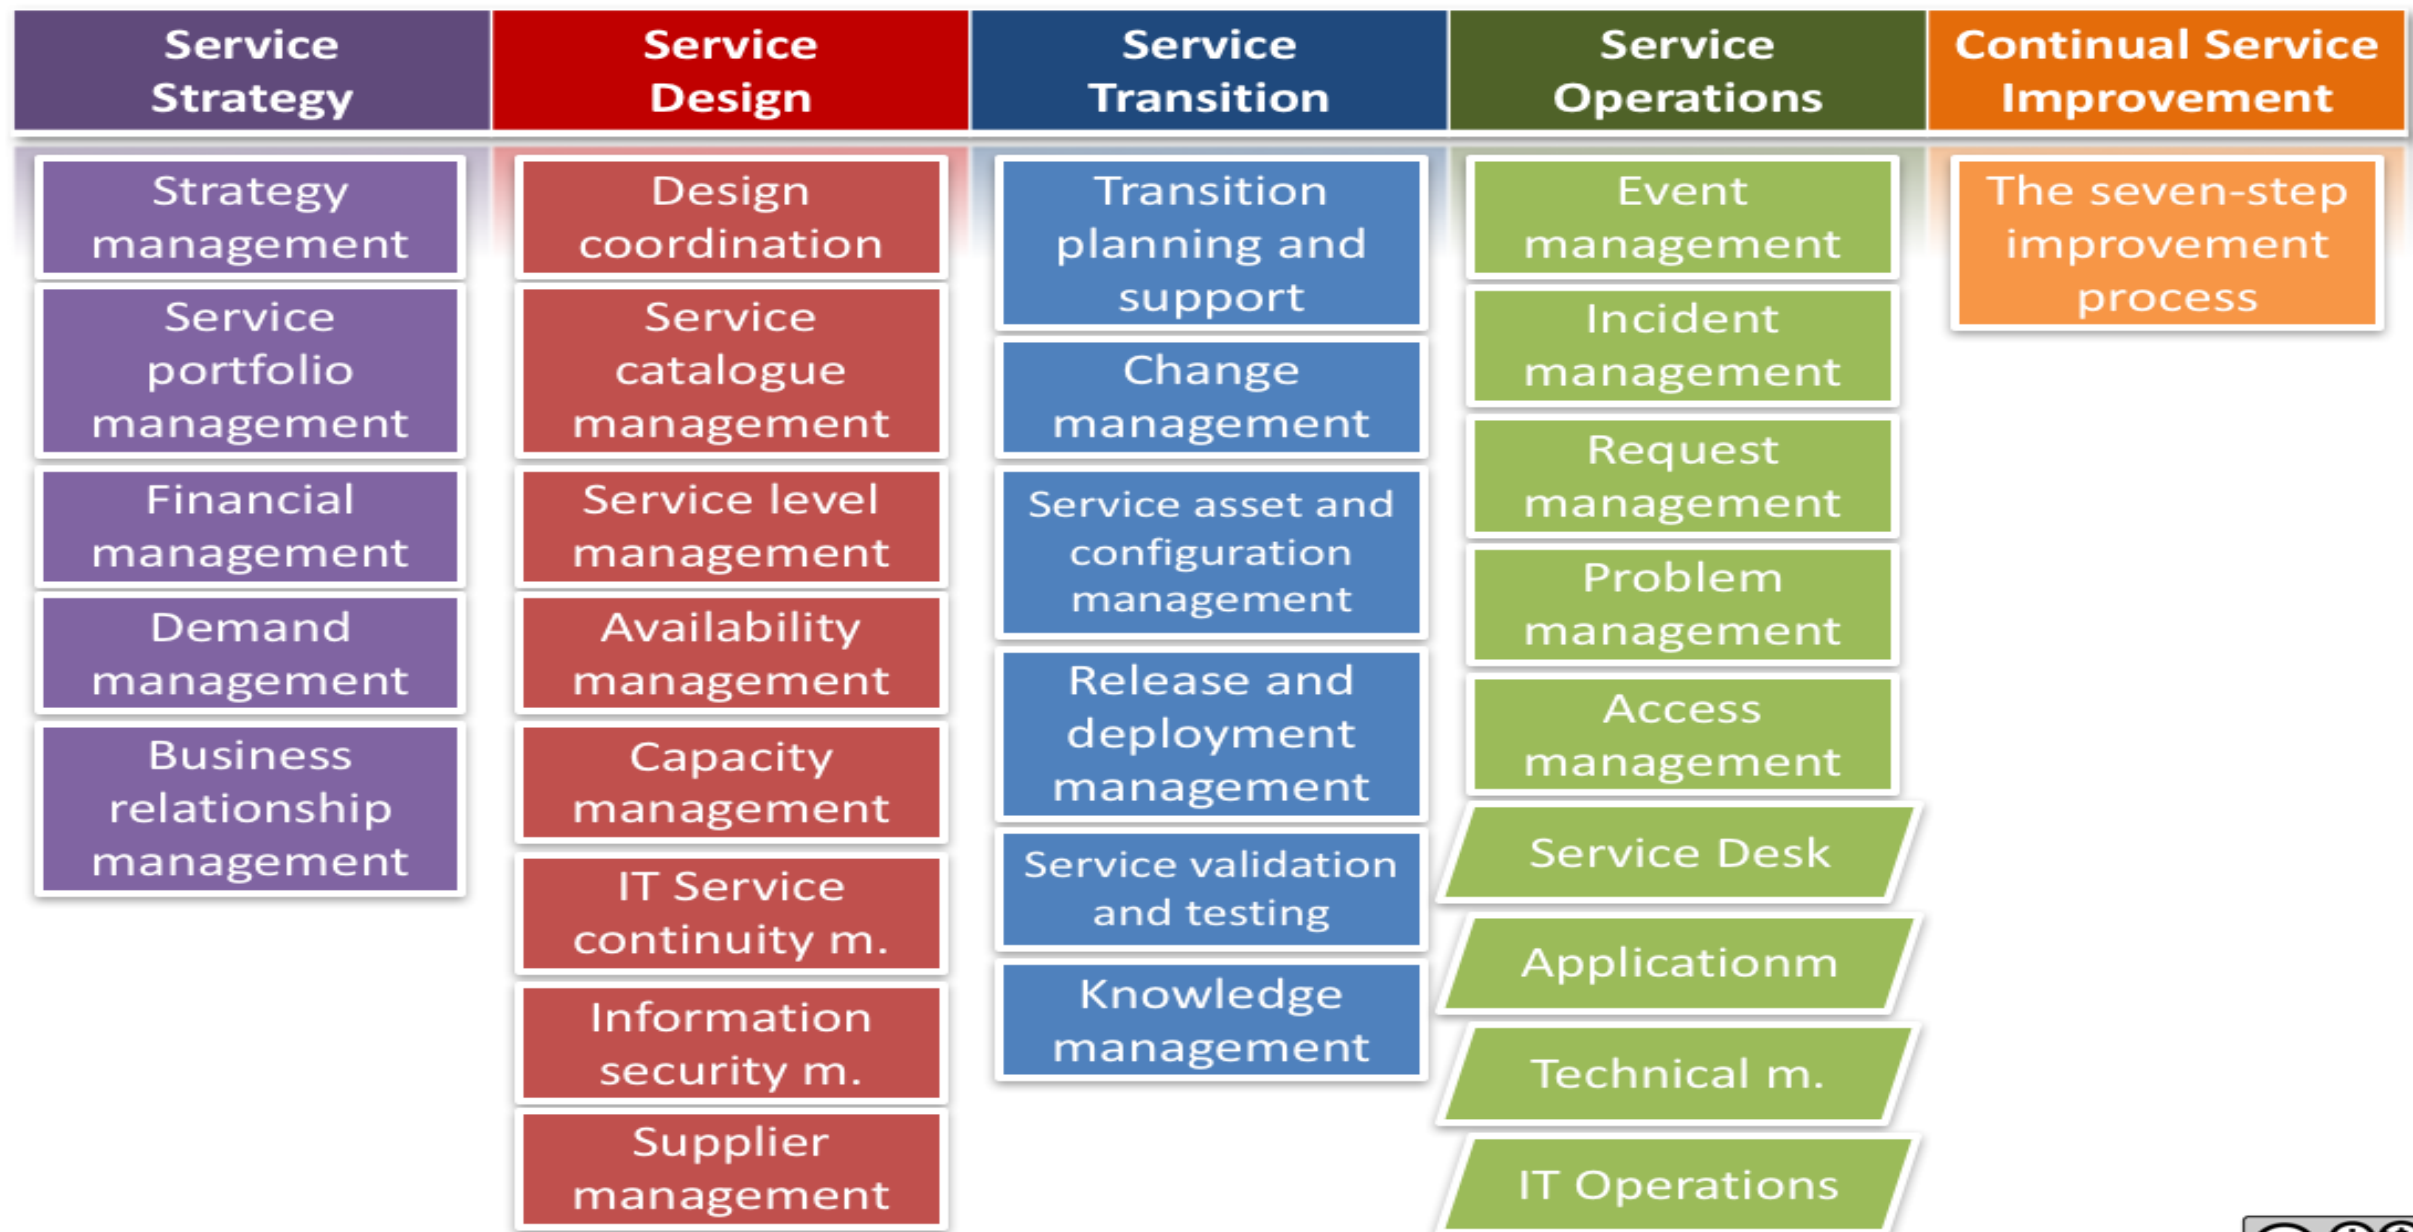 Service
Strategy
Strategy
management
Service
portfolio
management
Financial
management
Demand
management
Business
relationship
management
Service
Design
Design
coordination
Service
catalogue
management
Service level
management
Availability
management
Capacity
management
IT Service
continuity m.
Information
security m.
Supplier
management
Service
Transition
Transition
planning and
support
Change
management
Service asset and
configuration
management
Release and
deployment
management
Service validation
and testing
Knowledge
management
Service
Operations
Event
management
Incident
management
Request
management
Problem
management
Access
management
Service Desk
Applicationm
Technical m.
IT Operations
Continual Service
Improvement
The seven-step
improvement
process